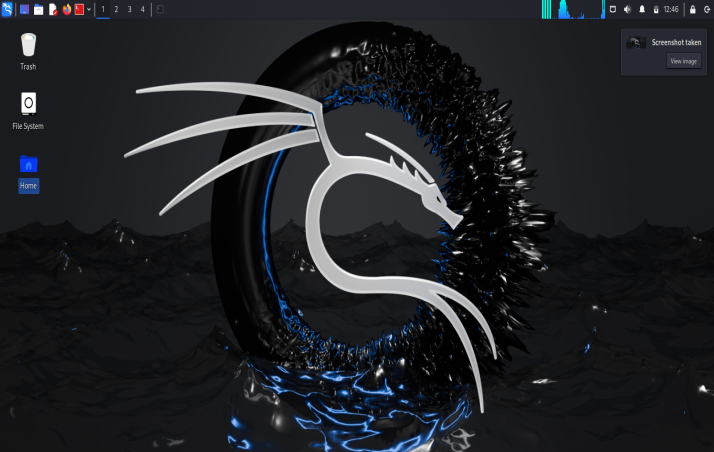 1 2 3 4
12:46
Screenshot taken
View image
Trash
File System
Home